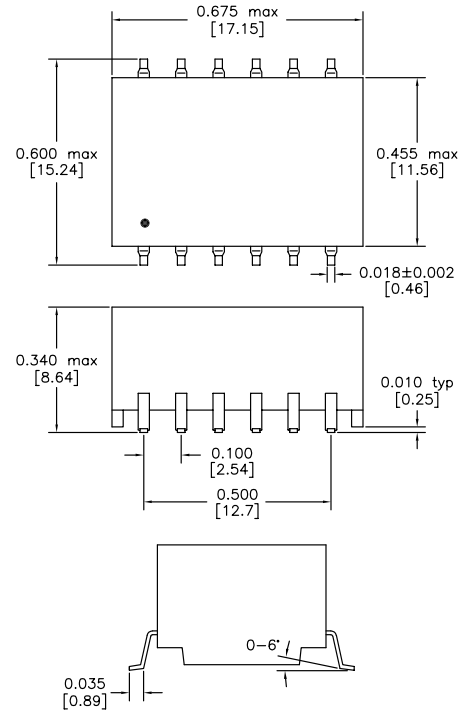 0.675 max
[17.15]
0.600 max
[15.24]
0.455 max
[11.56]
0.018±0.002
[0.46]
0.340 max
[8.64]
0.010 typ
[0.25]
0.100
[2.54]
0.500
[12.7]
0-6°
0.035
[0.89]